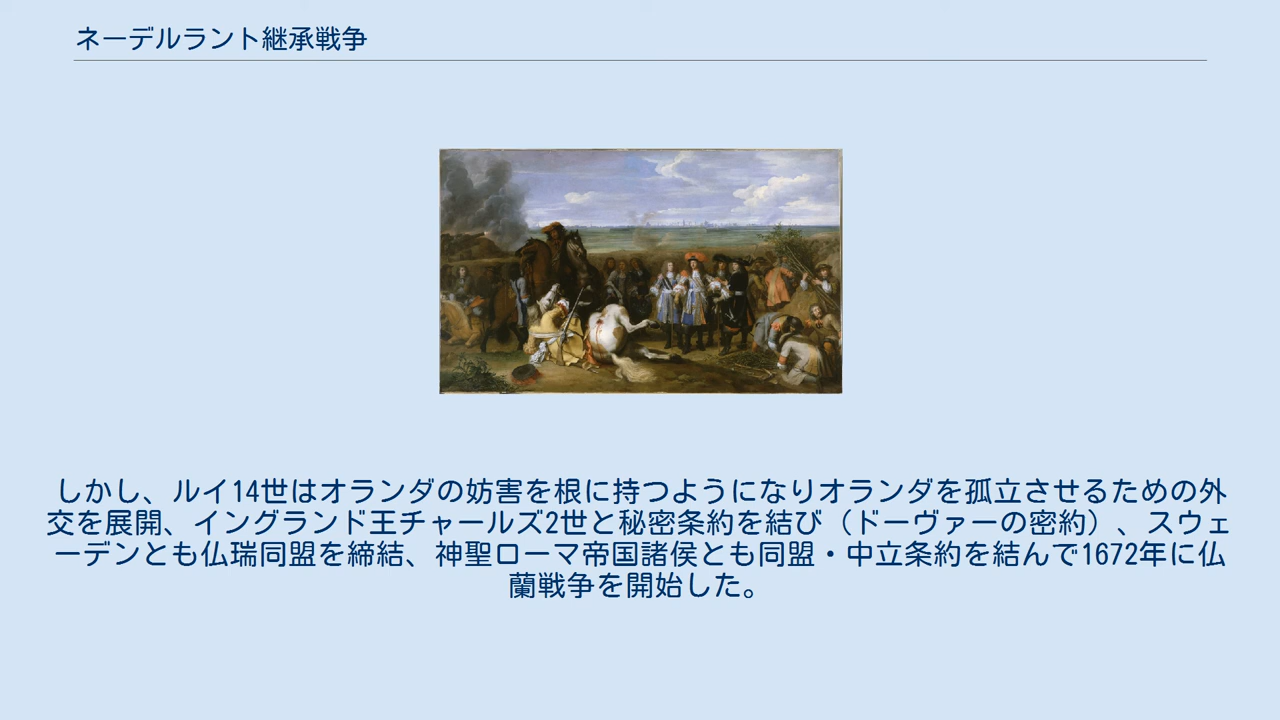 ネーデルラント継承戦争
しかし、ルイ14世はオランダの妨害を根に持つようになりオランダを孤立させるための外
交を展開、イングランド王チャールズ2世と秘密条約を結び（ドーヴァーの密約）、スウェ
ーデンとも仏瑞同盟を締結、神聖ローマ帝国諸侯とも同盟・中立条約を結んで1672年に仏
蘭戦争を開始した。